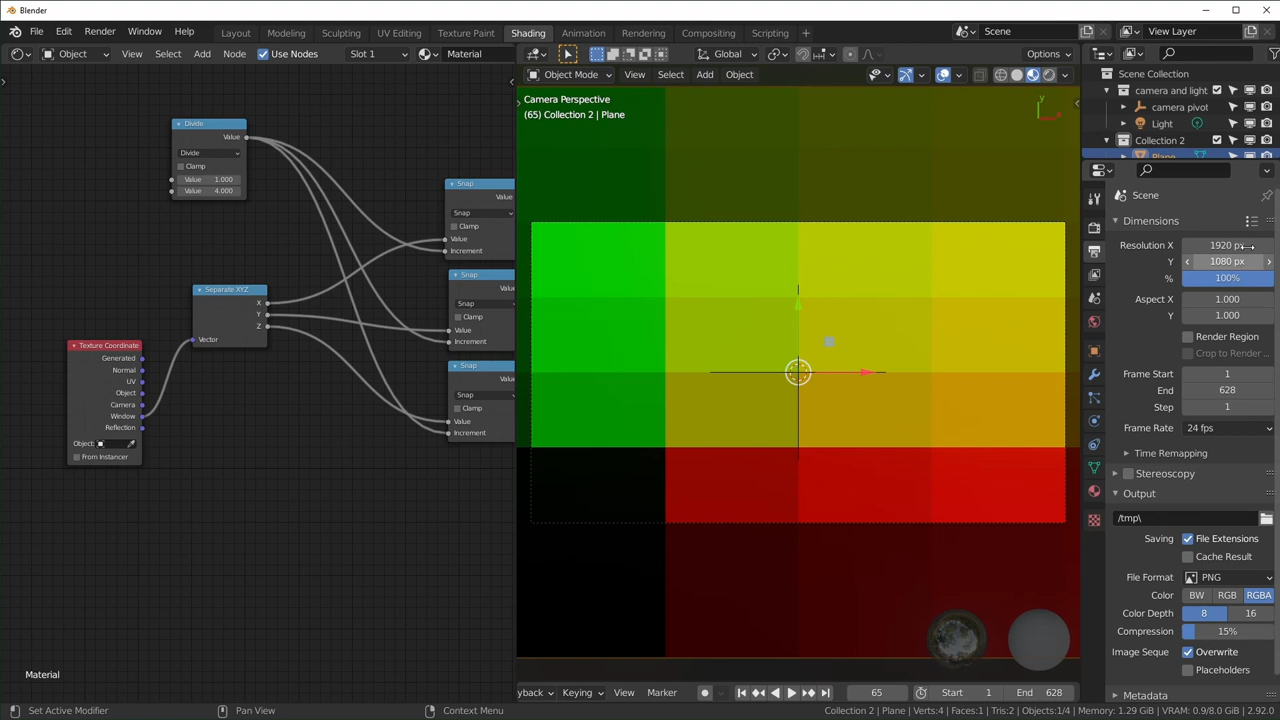 Blender
File Edit Render Window Help Layout Modeling Sculpting UV Editing Texture Paint Shading Animation Rendering Compositing Scripting + Scene View Layer
Object View Select Add Node Use Nodes Slot 1 Material Global Options
Object Mode View Select Add Object
Camera Perspective
(65) Collection 2 | Plane
y
Divide
Value
Divide
Clamp
Value 1.000
Value 4.000
Snap
Value
Snap
Clamp
Value
Increment
Snap
Value
Snap
Clamp
Value
Increment
Snap
Value
Snap
Clamp
Value
Increment
Separate XYZ
X
Y
Z
Vector
Texture Coordinate
Generated
Normal
UV
Object
Camera
Window
Reflection
Object:
From Instancer
Material
Scene Collection
camera and light
camera pivot
Light
Collection 2
Plane
Scene
Dimensions
Resolution X 1920 px
Y 1080 px
% 100%
Aspect X 1.000
Y 1.000
Render Region
Crop to Render ...
Frame Start 1
End 628
Step 1
Frame Rate 24 fps
Time Remapping
Stereoscopy
Output
/tmp\
Saving File Extensions
Cache Result
File Format PNG
Color BW RGB RGBA
Color Depth 8 16
Compression 15%
Image Seque Overwrite
Placeholders
Metadata
yback Keying View Marker 65 Start 1 End 628
Set Active Modifier Pan View Context Menu Collection 2 | Plane | Verts:4 | Faces:1 | Tris:2 | Objects:1/4 | Memory: 1.29 GiB | VRAM: 0.9/8.0 GiB | 2.92.0